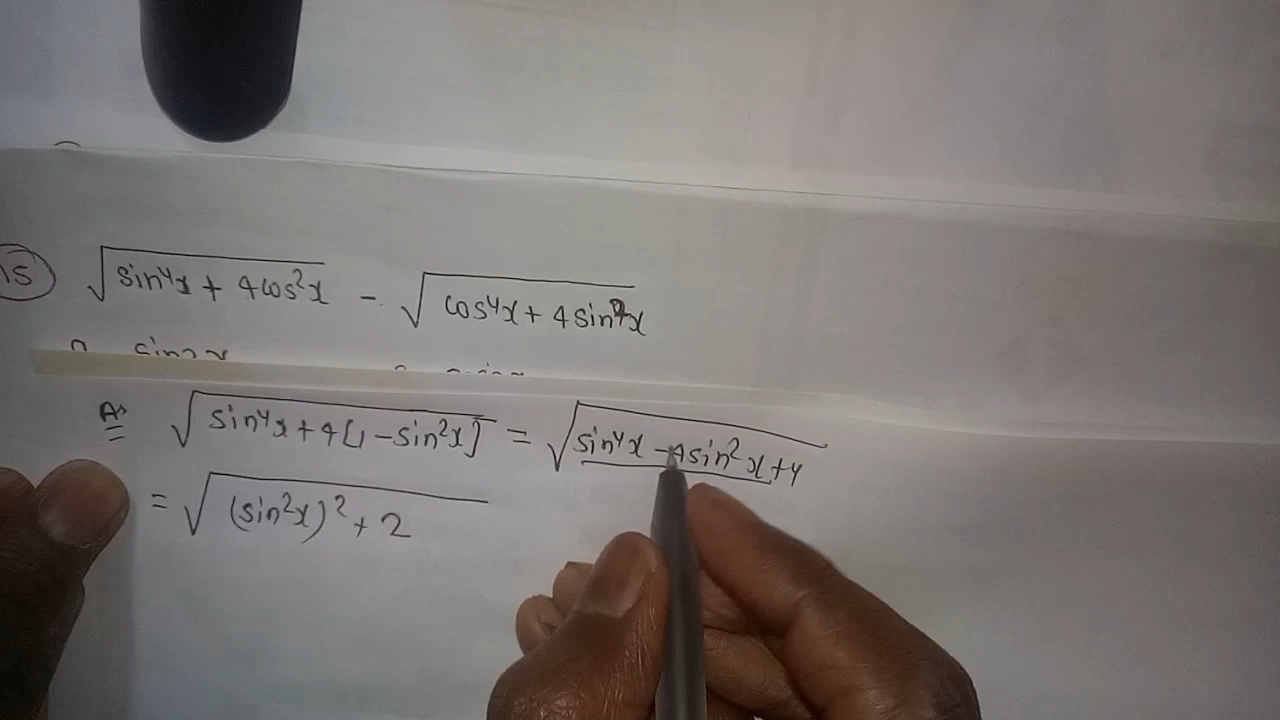 15 √(sin⁴x + 4cos²x) - √(cos⁴x + 4sin²x)
A) √(sin⁴x + 4[1 - sin²x]) = √(sin⁴x - 4sin²x + 4)
= √((sin²x)² + 2